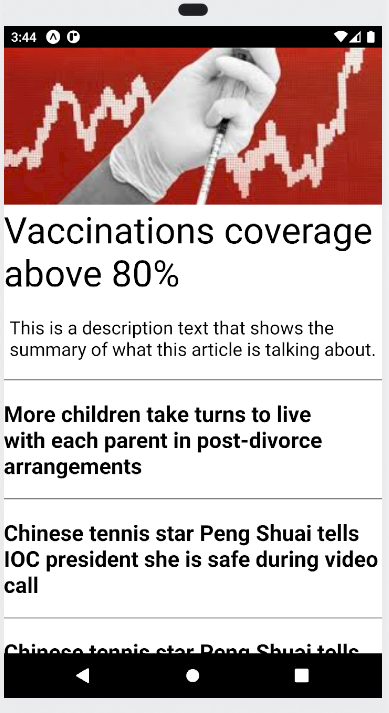 3:44
Vaccinations coverage
above 80%
This is a description text that shows the
summary of what this article is talking about.
More children take turns to live
with each parent in post-divorce
arrangements
Chinese tennis star Peng Shuai tells
IOC president she is safe during video
call
Chinese tennis star Peng Shuai tells